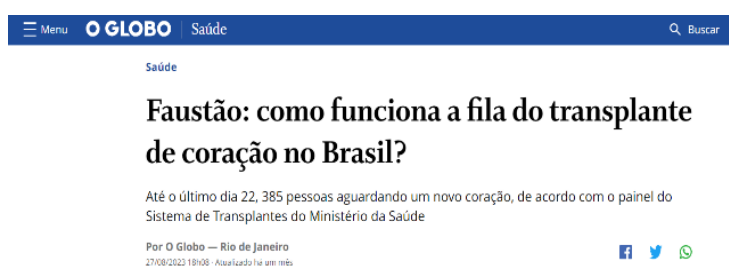 Menu O GLOBO Saúde Buscar
Saúde
Faustão: como funciona a fila do transplante
de coração no Brasil?
Até o último dia 22, 385 pessoas aguardando um novo coração, de acordo com o painel do
Sistema de Transplantes do Ministério da Saúde
Por O Globo — Rio de Janeiro
27/08/2023 18h08 · Atualizado há um mês